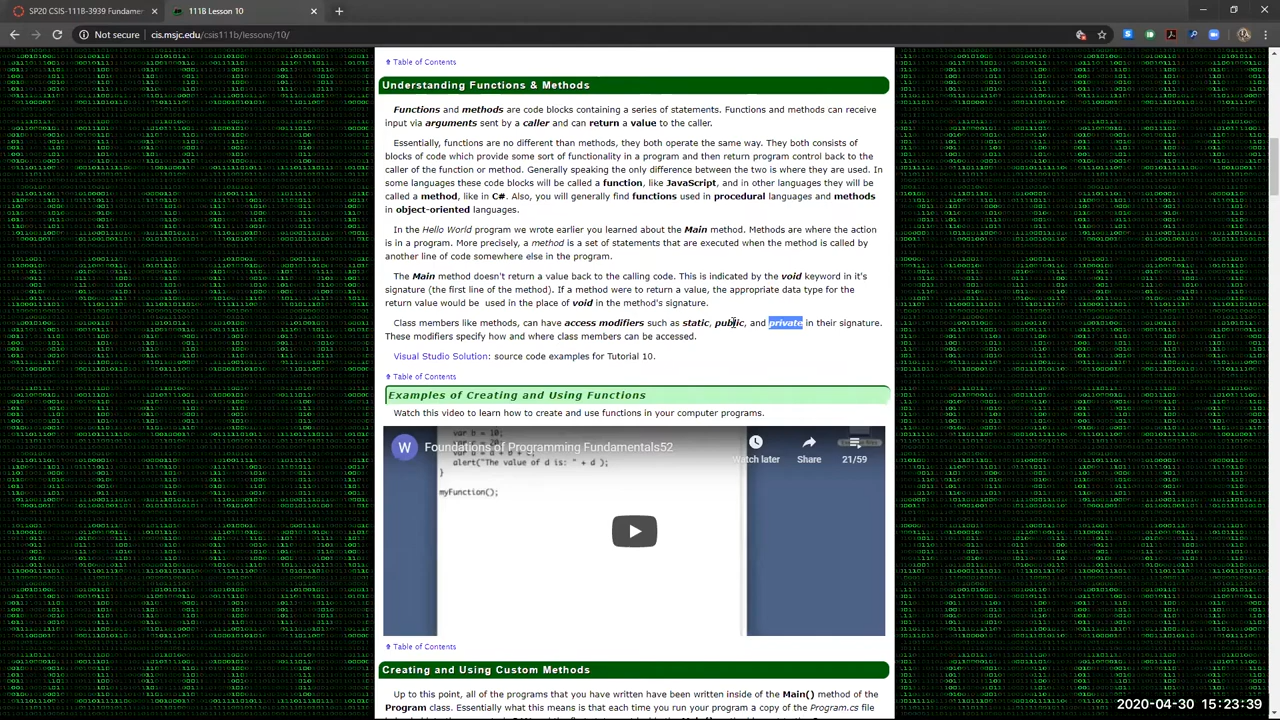 SP20 CSIS-111B-3939 Fundamen
111B Lesson 10
Not secure | cis.msjc.edu/cis111b/lessons/10/
Table of Contents
Understanding Functions & Methods
Functions and methods are code blocks containing a series of statements. Functions and methods can receive
input via arguments sent by a caller and can return a value to the caller.
Essentially, functions are no different than methods, they both operate the same way. They both consists of
blocks of code which provide some sort of functionality in a program and then return program control back to the
caller of the function or method. Generally speaking the only difference between the two is where they are used. In
some languages these code blocks will be called a function, like JavaScript, and in other languages they will be
called a method, like in C#. Also, you will generally find functions used in procedural languages and methods
in object-oriented languages.
In the Hello World program we wrote earlier you learned about the Main method. Methods are where the action
is in a program. More precisely, a method is a set of statements that are executed when the method is called by
another line of code somewhere else in the program.
The Main method doesn't return a value back to the calling code. This is indicated by the void keyword in it's
signature (the first line of the method). If a method were to return a value, the appropriate data type for the
return value would be used in the place of void in the method's signature.
Class members like methods, can have access modifiers such as static, public, and private in their signature.
These modifiers specify how and where class members can be accessed.
Visual Studio Solution: source code examples for Tutorial 10.
Table of Contents
Examples of Creating and Using Functions
Watch this video to learn how to create and use functions in your computer programs.
var b = 10;
W Foundations of Programming Fundamentals52
Watch later
Share
21/59
alert("The value of d is: " + d );
}
myFunction();
Table of Contents
Creating and Using Custom Methods
Up to this point, all of the programs that you have written have been written inside of the Main() method of the
Program class. Essentially what this means is that each time you run your program a copy of the Program.cs file
2020-04-30 15:23:39